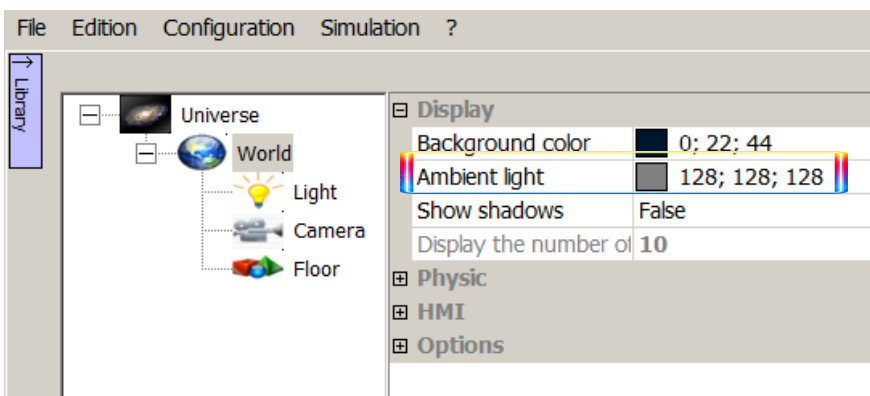 File Edition Configuration Simulation ?
↑ Library
Universe
World
Light
Camera
Floor
Display
Background color 0; 22; 44
Ambient light 128; 128; 128
Show shadows False
Display the number of 10
Physic
HMI
Options